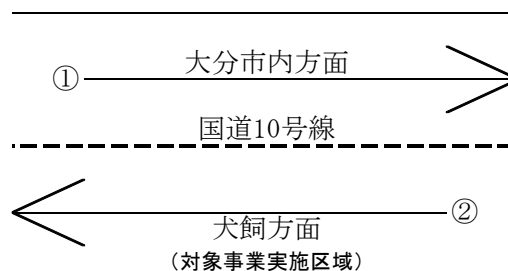 大分市内方面
①
国道10号線
②
犬飼方面
（対象事業実施区域）